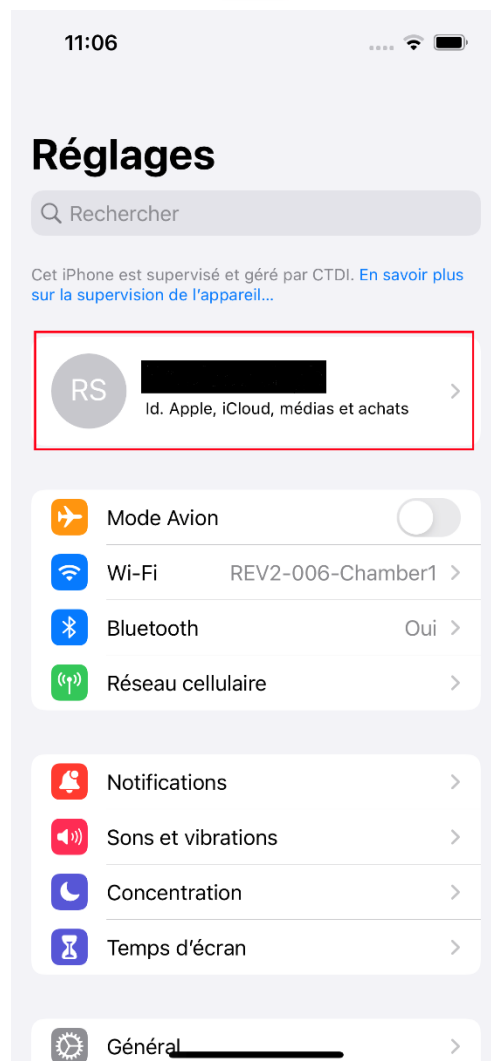 11:06
Réglages
Rechercher
Cet iPhone est supervisé et géré par CTDI. En savoir plus
sur la supervision de l'appareil...
RS
Id. Apple, iCloud, médias et achats
Mode Avion
Wi-Fi REV2-006-Chamber1
Bluetooth Oui
Réseau cellulaire
Notifications
Sons et vibrations
Concentration
Temps d'écran
Général